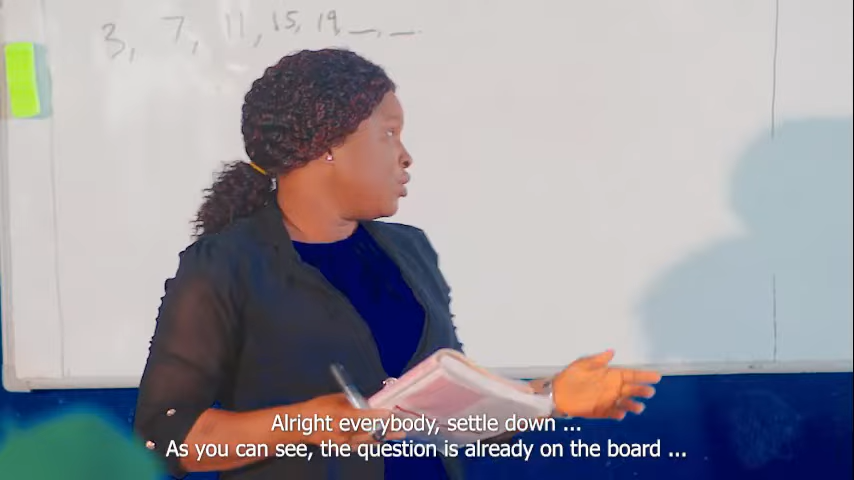 3, 7, 11, 15, 19, __, __.
Alright everybody, settle down ...
As you can see, the question is already on the board ...